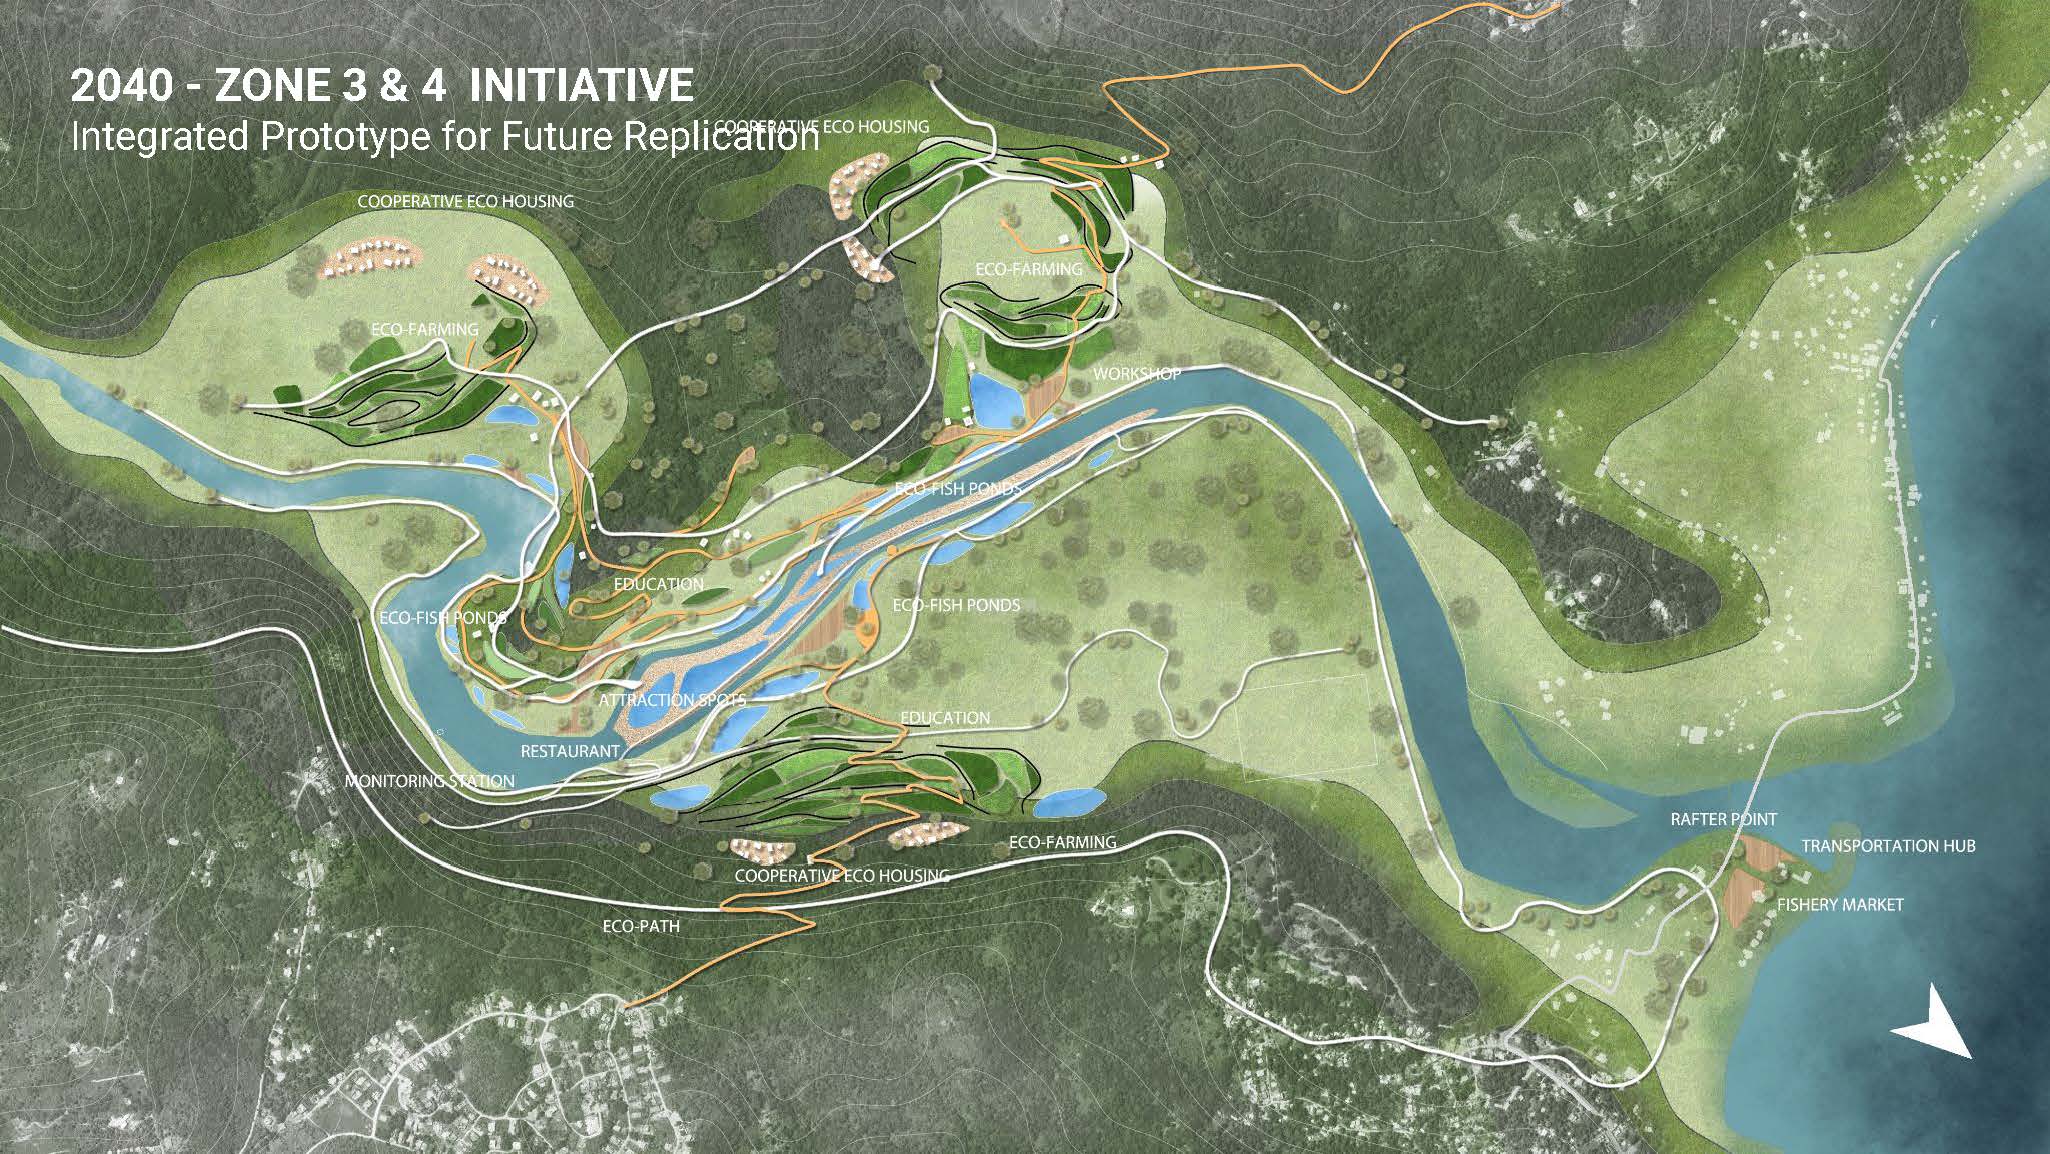 2040 - ZONE 3 & 4 INITIATIVE
Integrated Prototype for Future Replication
COOPERATIVE ECO HOUSING
COOPERATIVE ECO HOUSING
ECO-FARMING
ECO-FARMING
WORKSHOP
ECO-FISH PONDS
EDUCATION
ECO-FISH PONDS
ECO-FISH PONDS
ATTRACTION SPOTS
EDUCATION
RESTAURANT
MONITORING STATION
RAFTER POINT
TRANSPORTATION HUB
ECO-FARMING
COOPERATIVE ECO HOUSING
FISHERY MARKET
ECO-PATH